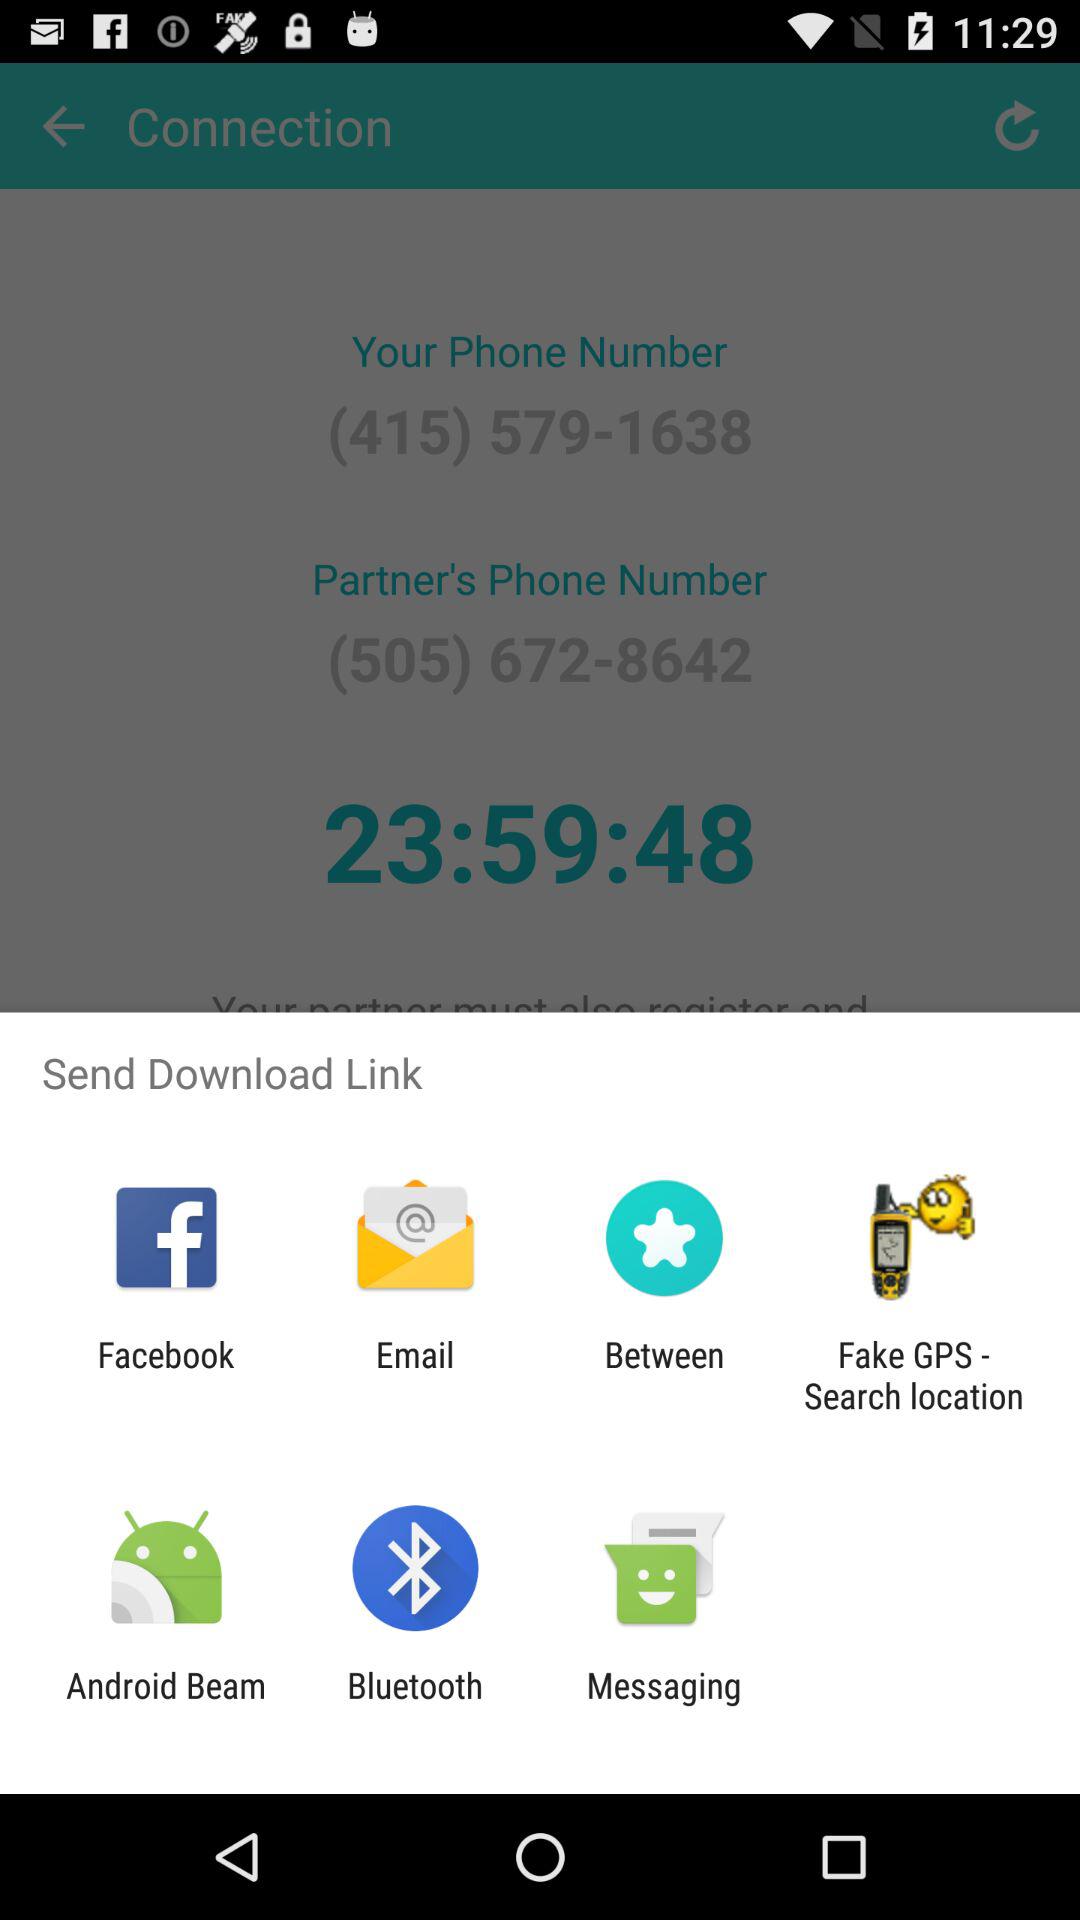 FAKE
11:29
Connection
Your Phone Number
(415) 579-1638
Partner's Phone Number
(505) 672-8642
23:59:48
Your partner must also register and
Send Download Link
Facebook
Email
Between
Fake GPS -
Search location
Android Beam
Bluetooth
Messaging